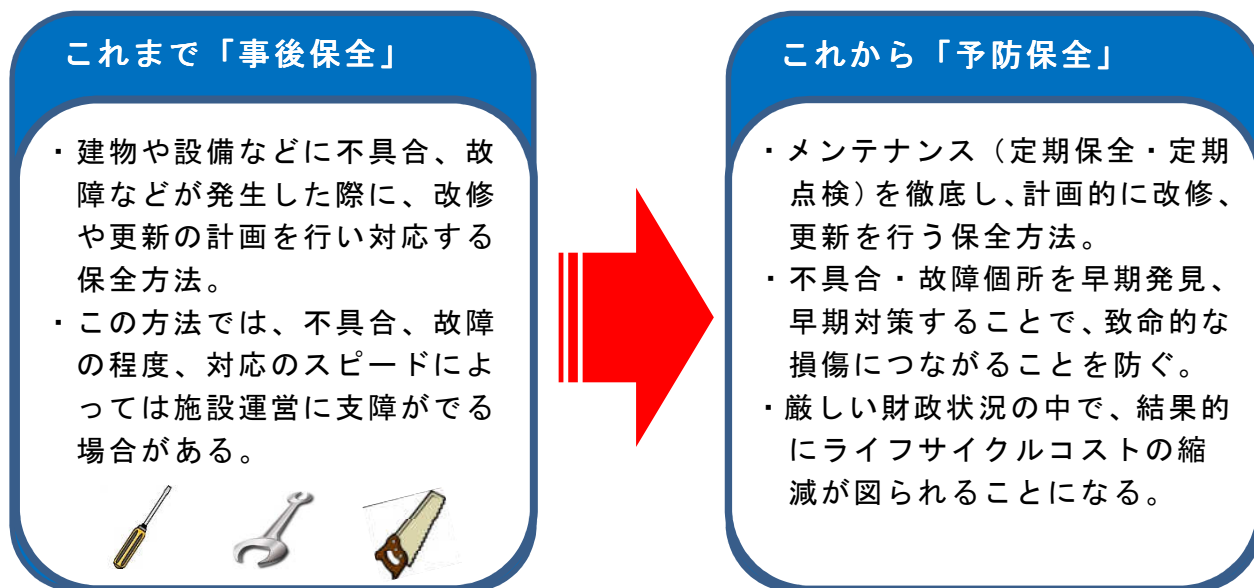 これまで「事後保全」
・建物や設備などに不具合、故
障などが発生した際に、改修
や更新の計画を行い対応する
保全方法。
・この方法では、不具合、故障
の程度、対応のスピードによ
っては施設運営に支障がでる
場合がある。
これから「予防保全」
・メンテナンス（定期保全・定期
点検）を徹底し、計画的に改修、
更新を行う保全方法。
・不具合・故障個所を早期発見、
早期対策することで、致命的な
損傷につながることを防ぐ。
・厳しい財政状況の中で、結果的
にライフサイクルコストの縮
減が図られることになる。